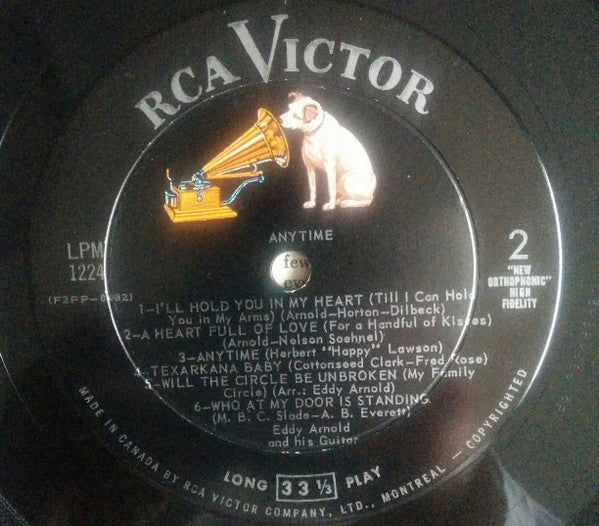 RCA VICTOR
ANYTIME
LPM
1224
2
"NEW
ORTHOPHONIC"
HIGH
FIDELITY
few
1-I'LL HOLD YOU IN MY HEART (Till I Can Hold
You in My Arms) (Arnold-Horton-Dilbeck)
2-A HEART FULL OF LOVE (For a Handful of Kisses)
(Arnold-Nelson Soehnel)
3-ANYTIME (Herbert "Happy" Lawson)
4-TEXARKANA BABY (Cottonseed Clark-Fred Rose)
5-WILL THE CIRCLE BE UNBROKEN (My Family
Circle) (Arr.: Eddy Arnold)
6-WHO AT MY DOOR IS STANDING
(M. B. C. Slade-A. B. Everett)
Eddy Arnold
and his Guitar
LONG 33 1/3 PLAY
MADE IN CANADA BY RCA VICTOR COMPANY, LTD., MONTREAL - COPYRIGHTED